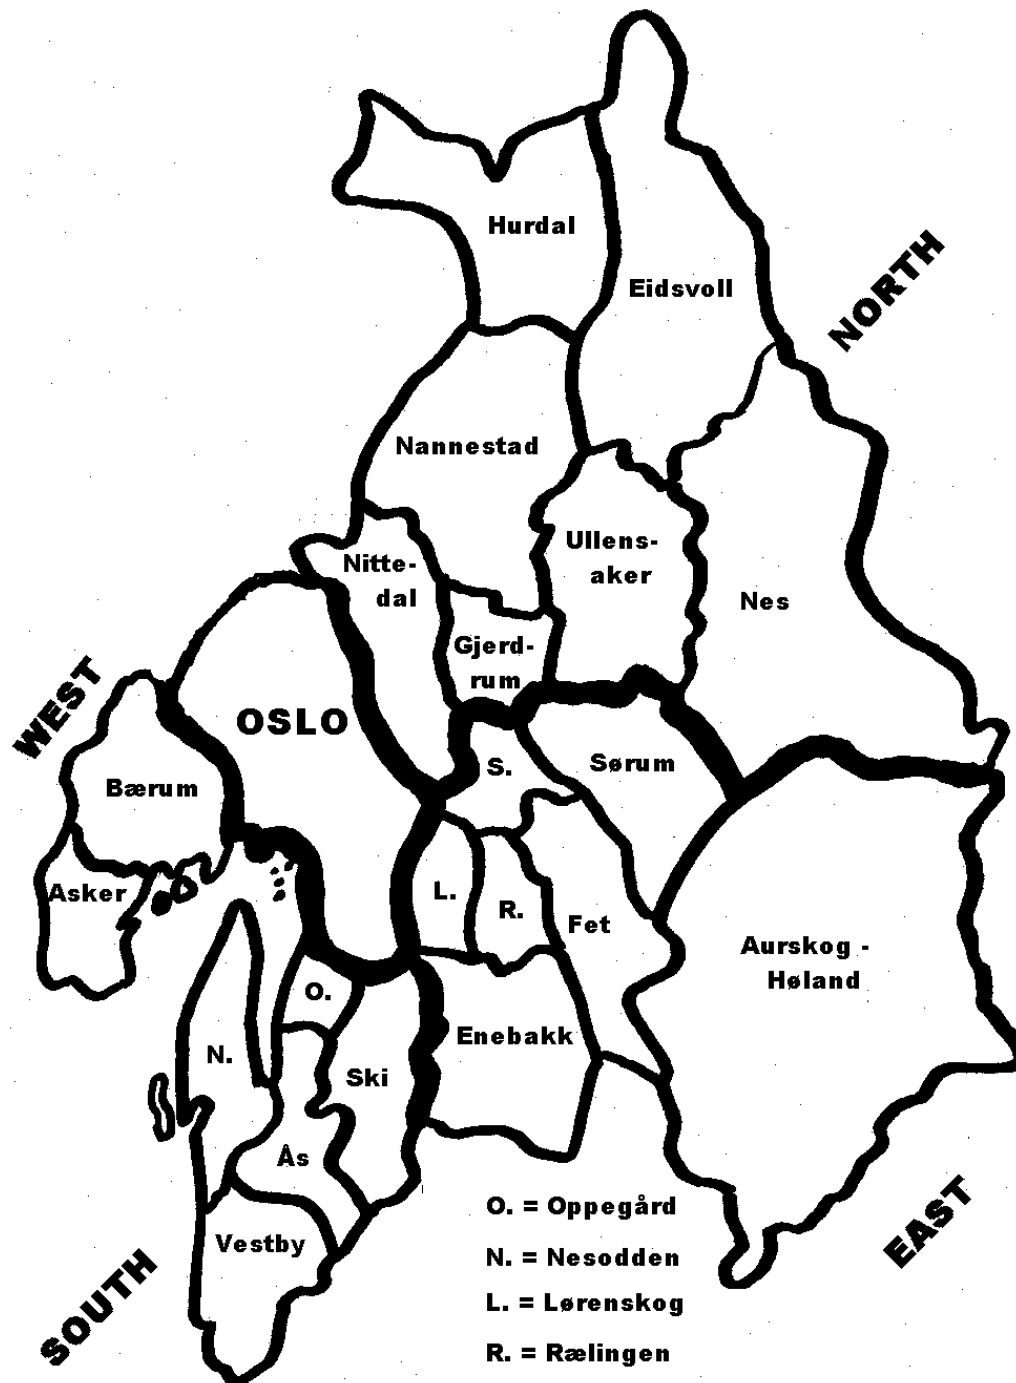 Hurdal
Eidsvoll
NORTH
Nannestad
Ullens-
aker
Nitte-
dal
Nes
Gjerd-
rum
WEST
OSLO
S.
Sørum
Bærum
Asker
L.
R.
Fet
Aurskog -
Høland
O.
Enebakk
N.
Ski
Ås
Vestby
SOUTH
EAST
O. = Oppegård
N. = Nesodden
L. = Lørenskog
R. = Rælingen